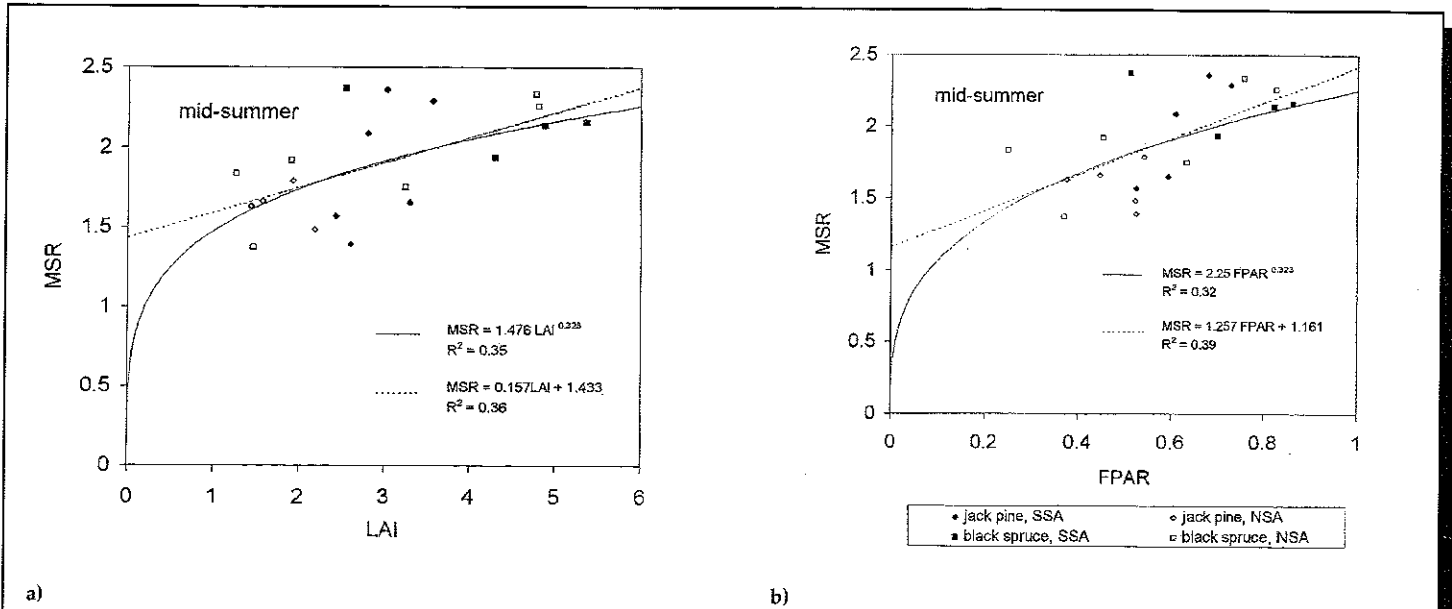 2.5
2
1.5
1
0.5
0
MSR
mid-summer
MSR = 1.476 LAI 0.228
R2 = 0.35
MSR = 0.157LAI + 1.433
R2 = 0.36
0 1 2 3 4 5 6
LAI
a)
2.5
2
1.5
1
0.5
0
MSR
mid-summer
MSR = 2.25 FPAR 0.323
R2 = 0.32
MSR = 1.257 FPAR + 1.161
R2 = 0.39
0 0.2 0.4 0.6 0.8 1
FPAR
jack pine, SSA jack pine, NSA
black spruce, SSA black spruce, NSA
b)